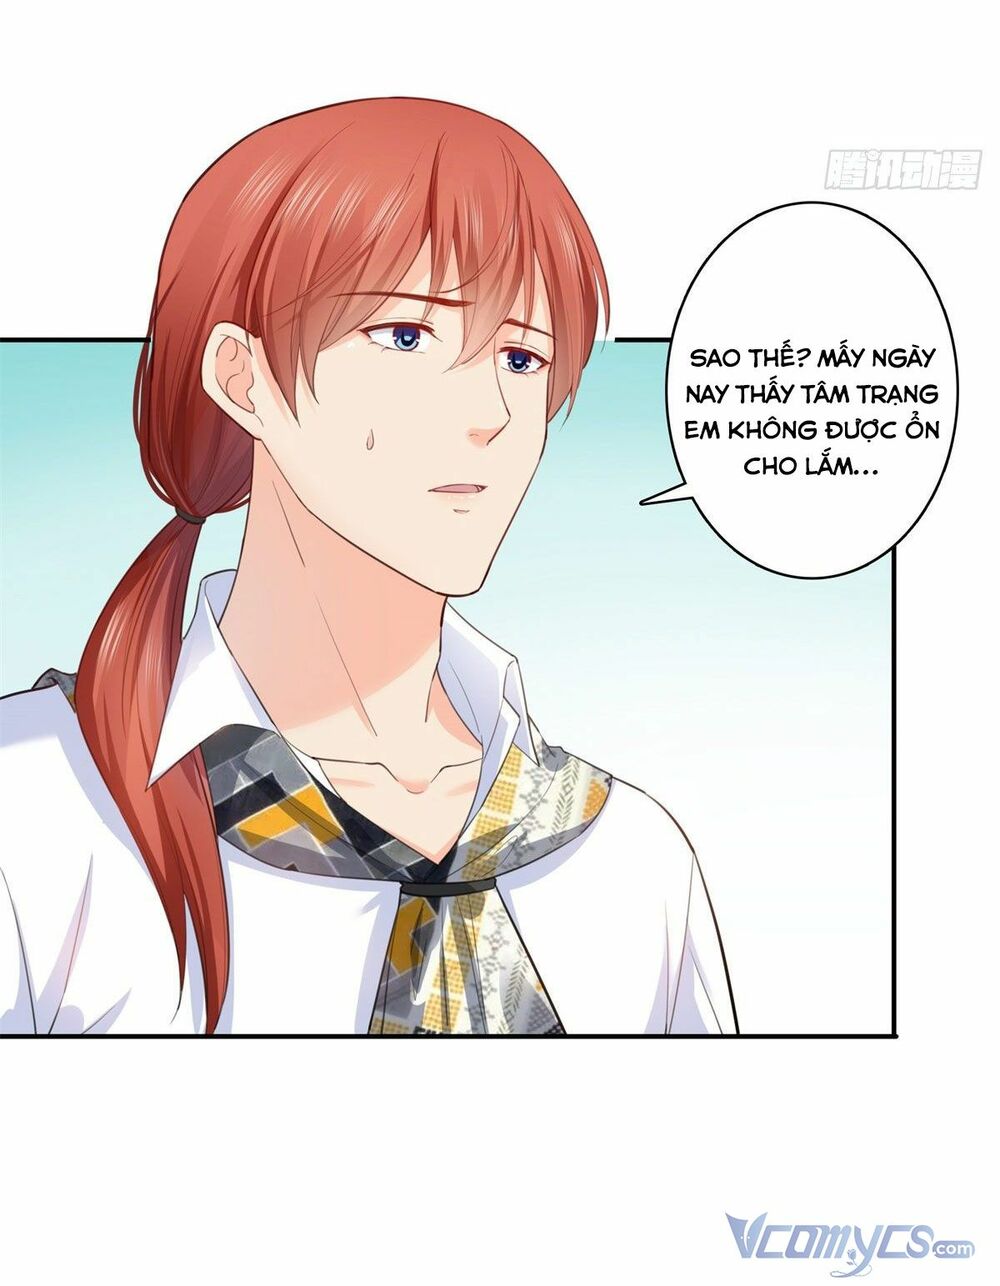 腾讯动漫
SAO THẾ? MẤY NGÀY
NAY THẤY TÂM TRẠNG
EM KHÔNG ĐƯỢC ỔN
CHO LẮM...
VCOMYCS.com